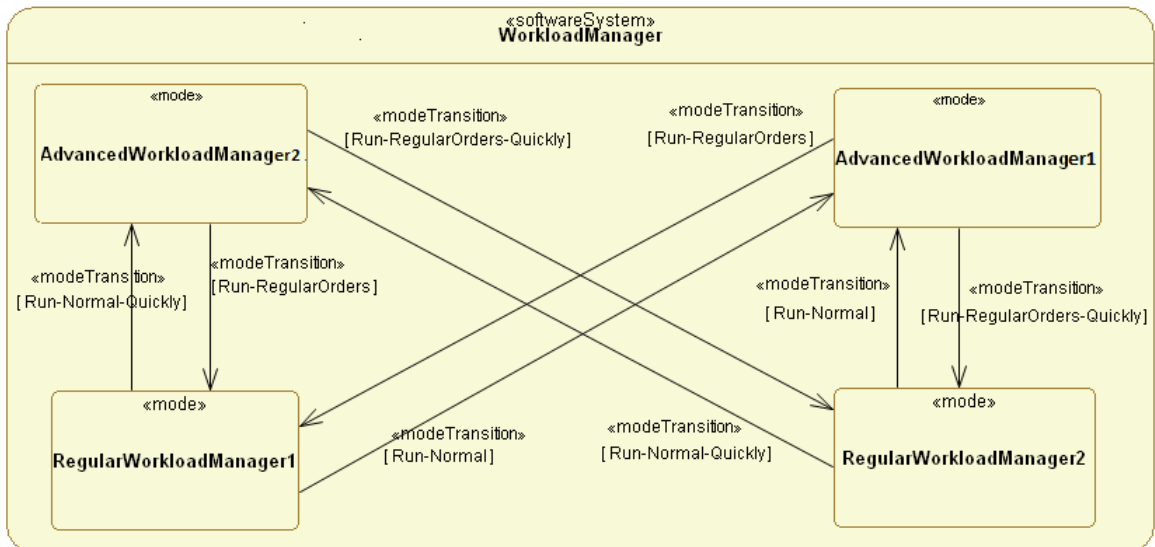 «softwareSystem»
WorkloadManager
«mode»
AdvancedWorkloadManager2
«modeTransition»
[Run-RegularOrders-Quickly]
«modeTransition»
[Run-RegularOrders]
«mode»
AdvancedWorkloadManager1
«modeTransition»
[Run-Normal-Quickly]
«modeTransition»
[Run-RegularOrders]
«modeTransition»
[Run-Normal]
«modeTransition»
[Run-RegularOrders-Quickly]
«mode»
RegularWorkloadManager1
«modeTransition»
[Run-Normal]
«modeTransition»
[Run-Normal-Quickly]
«mode»
RegularWorkloadManager2